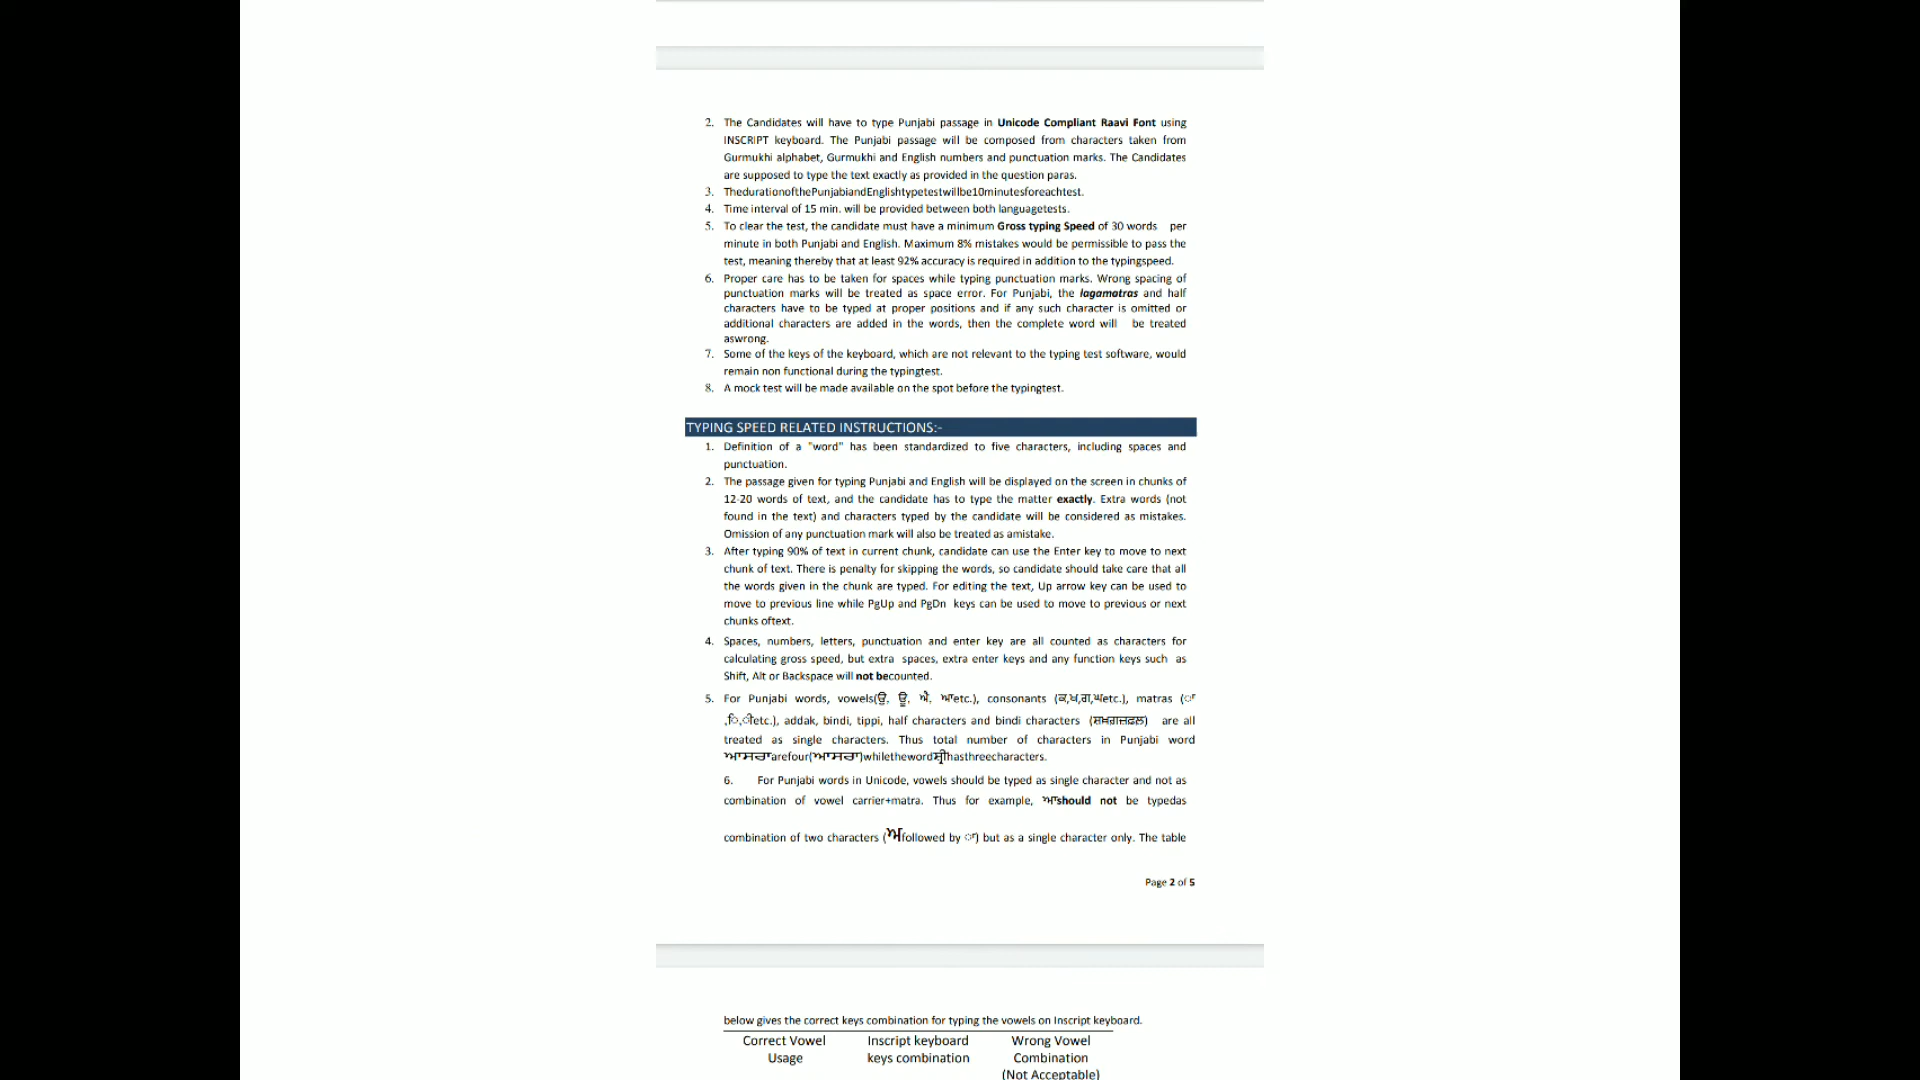 2. The Candidates will have to type Punjabi passage in Unicode Compliant Raavi Font using
INSCRIPT keyboard. The Punjabi passage will be composed from characters taken from
Gurmukhi alphabet, Gurmukhi and English numbers and punctuation marks. The Candidates
are supposed to type the text exactly as provided in the question paras.
3. ThedurationofthePunjabiandEnglishtypetestwillbe10minutesforeachtest.
4. Time interval of 15 min. will be provided between both languagetests.
5. To clear the test, the candidate must have a minimum Gross typing Speed of 30 words per
minute in both Punjabi and English. Maximum 8% mistakes would be permissible to pass the
test, meaning thereby that at least 92% accuracy is required in addition to the typingspeed.
6. Proper care has to be taken for spaces while typing punctuation marks. Wrong spacing of
punctuation marks will be treated as space error. For Punjabi, the lagamatras and half
characters have to be typed at proper positions and if any such character is omitted or
additional characters are added in the words, then the complete word will be treated
aswrong.
7. Some of the keys of the keyboard, which are not relevant to the typing test software, would
remain non functional during the typingtest.
8. A mock test will be made available on the spot before the typingtest.
TYPING SPEED RELATED INSTRUCTIONS:-
1. Definition of a "word" has been standardized to five characters, including spaces and
punctuation.
2. The passage given for typing Punjabi and English will be displayed on the screen in chunks of
12-20 words of text, and the candidate has to type the matter exactly. Extra words (not
found in the text) and characters typed by the candidate will be considered as mistakes.
Omission of any punctuation mark will also be treated as amistake.
3. After typing 90% of text in current chunk, candidate can use the Enter key to move to next
chunk of text. There is penalty for skipping the words, so candidate should take care that all
the words given in the chunk are typed. For editing the text, Up arrow key can be used to
move to previous line while PgUp and PgDn keys can be used to move to previous or next
chunks oftext.
4. Spaces, numbers, letters, punctuation and enter key are all counted as characters for
calculating gross speed, but extra spaces, extra enter keys and any function keys such as
Shift, Alt or Backspace will not becounted.
5. For Punjabi words, vowels(ਉ, ਊ, ਐ, ਆetc.), consonants (ਕ,ਖ,ਗ,ਘetc.), matras (ਾ
,ਿ,ੀetc.), addak, bindi, tippi, half characters and bindi characters (ਸ਼ਖ਼ਗ਼ਜ਼ਫ਼ਲ਼) are all
treated as single characters. Thus total number of characters in Punjabi word
ਆਸਰਾarefour(ਆਸਰਾ)whilethewordਸ਼੍ਰੀhasthreecharacters.
6. For Punjabi words in Unicode, vowels should be typed as single character and not as
combination of vowel carrier+matra. Thus for example, ਆshould not be typedas
combination of two characters (ਅfollowed by ਾ) but as a single character only. The table
Page 2 of 5
below gives the correct keys combination for typing the vowels on Inscript keyboard.
Correct Vowel Inscript keyboard Wrong Vowel
Usage keys combination Combination
(Not Acceptable)